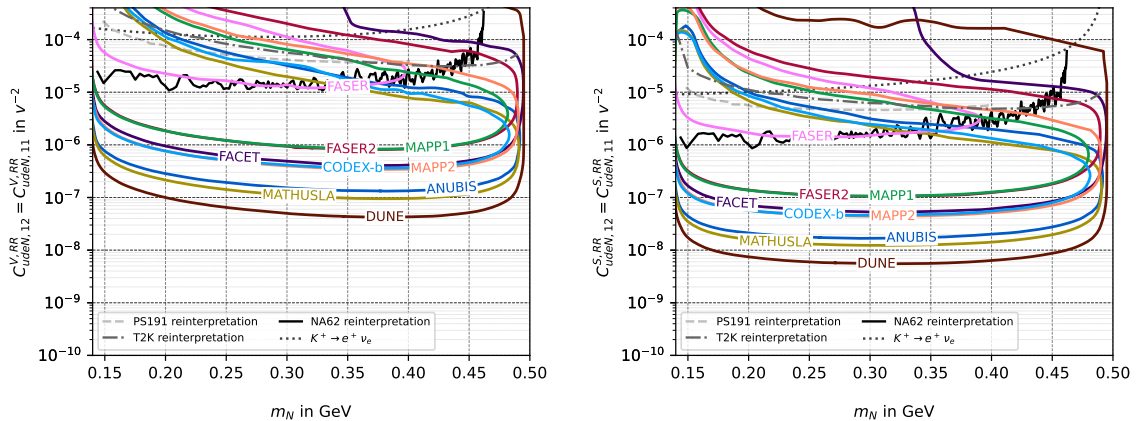 10⁻⁴
10⁻⁵
10⁻⁶
10⁻⁷
10⁻⁸
10⁻⁹
10⁻¹⁰
C^{V,RR}_{udeN,12} = C^{V,RR}_{udeN,11} in v⁻²
FASER
FASER2
MAPP1
FACET
CODEX-b
MAPP2
MATHUSLA
ANUBIS
DUNE
PS191 reinterpretation
T2K reinterpretation
NA62 reinterpretation
K⁺ → e⁺ νₑ
0.15 0.20 0.25 0.30 0.35 0.40 0.45 0.50
m_N in GeV
10⁻⁴
10⁻⁵
10⁻⁶
10⁻⁷
10⁻⁸
10⁻⁹
10⁻¹⁰
C^{S,RR}_{udeN,12} = C^{S,RR}_{udeN,11} in v⁻²
FASER
FASER2
MAPP1
FACET
CODEX-b
MAPP2
MATHUSLA
ANUBIS
DUNE
PS191 reinterpretation
T2K reinterpretation
NA62 reinterpretation
K⁺ → e⁺ νₑ
0.15 0.20 0.25 0.30 0.35 0.40 0.45 0.50
m_N in GeV